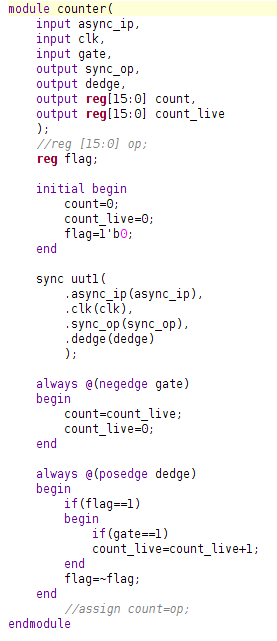 module counter(
    input async_ip,
    input clk,
    input gate,
    output sync_op,
    output dedge,
    output reg[15:0] count,
    output reg[15:0] count_live
    );
    //reg [15:0] op;
    reg flag;

    initial begin
        count=0;
        count_live=0;
        flag=1'b0;
    end

    sync uut1(
        .async_ip(async_ip),
        .clk(clk),
        .sync_op(sync_op),
        .dedge(dedge)
        );

    always @(negedge gate)
    begin
        count=count_live;
        count_live=0;
    end

    always @(posedge dedge)
    begin
        if(flag==1)
        begin
            if(gate==1)
            count_live=count_live+1;
        end
        flag=~flag;
    end
        //assign count=op;
endmodule